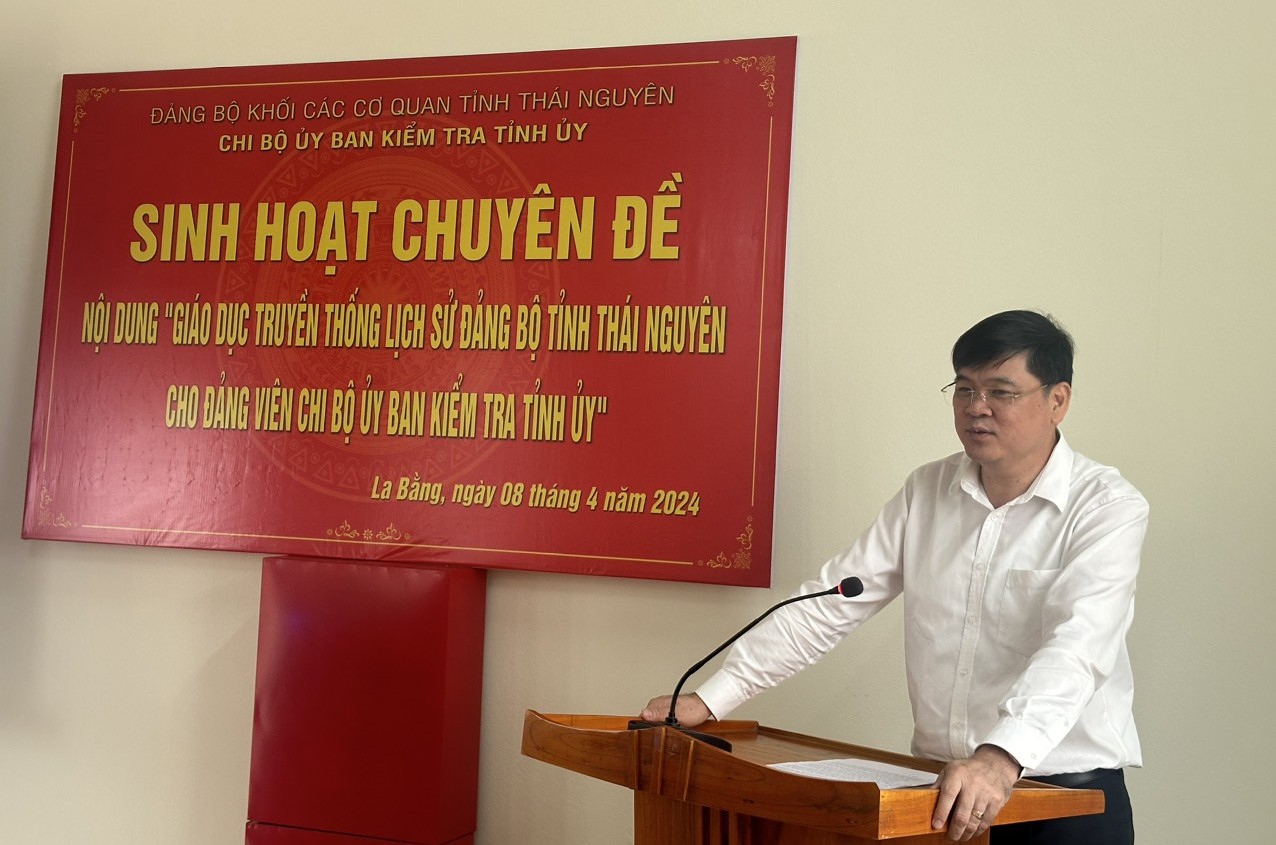 ĐẢNG BỘ KHỐI CÁC CƠ QUAN TỈNH THÁI NGUYÊN
CHI BỘ ỦY BAN KIỂM TRA TỈNH ỦY
SINH HOẠT CHUYÊN ĐỀ
NỘI DUNG "GIÁO DỤC TRUYỀN THỐNG LỊCH SỬ ĐẢNG BỘ TỈNH THÁI NGUYÊN
CHO ĐẢNG VIÊN CHI BỘ ỦY BAN KIỂM TRA TỈNH ỦY"
La Bằng, ngày 08 tháng 4 năm 2024